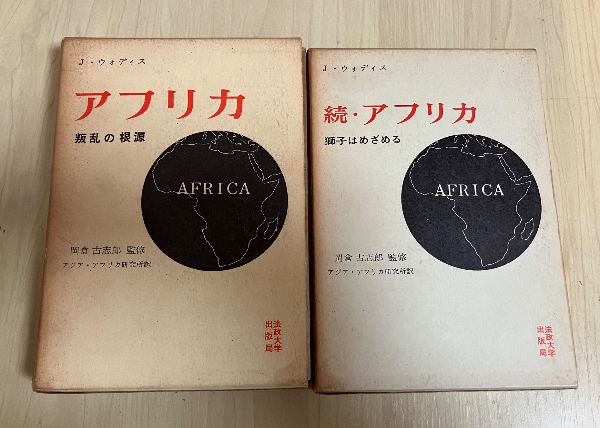 J・ウォディス
アフリカ
叛乱の根源
AFRICA
岡倉古志郎 監修
アジア・アフリカ研究所訳
法政大学
出版局
J・ウォディス
続・アフリカ
獅子はめざめる
AFRICA
岡倉古志郎 監修
アジア・アフリカ研究所訳
法政大学
出版局